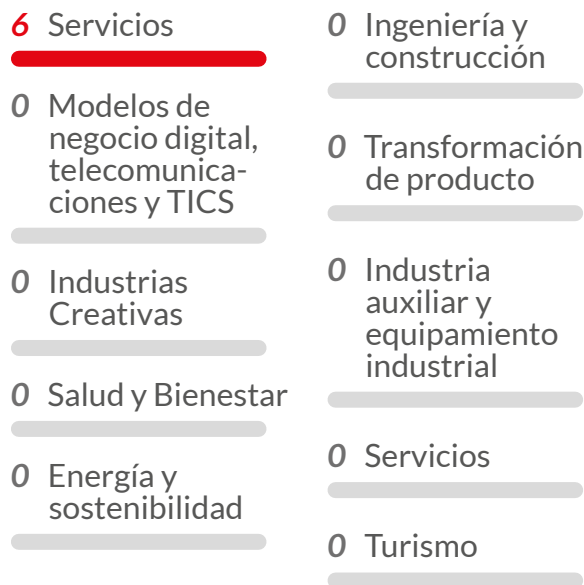 6 Servicios
0 Modelos de
negocio digital,
telecomunica-
ciones y TICS
0 Industrias
Creativas
0 Salud y Bienestar
0 Energía y
sostenibilidad
0 Ingeniería y
construcción
0 Transformación
de producto
0 Industria
auxiliar y
equipamiento
industrial
0 Servicios
0 Turismo